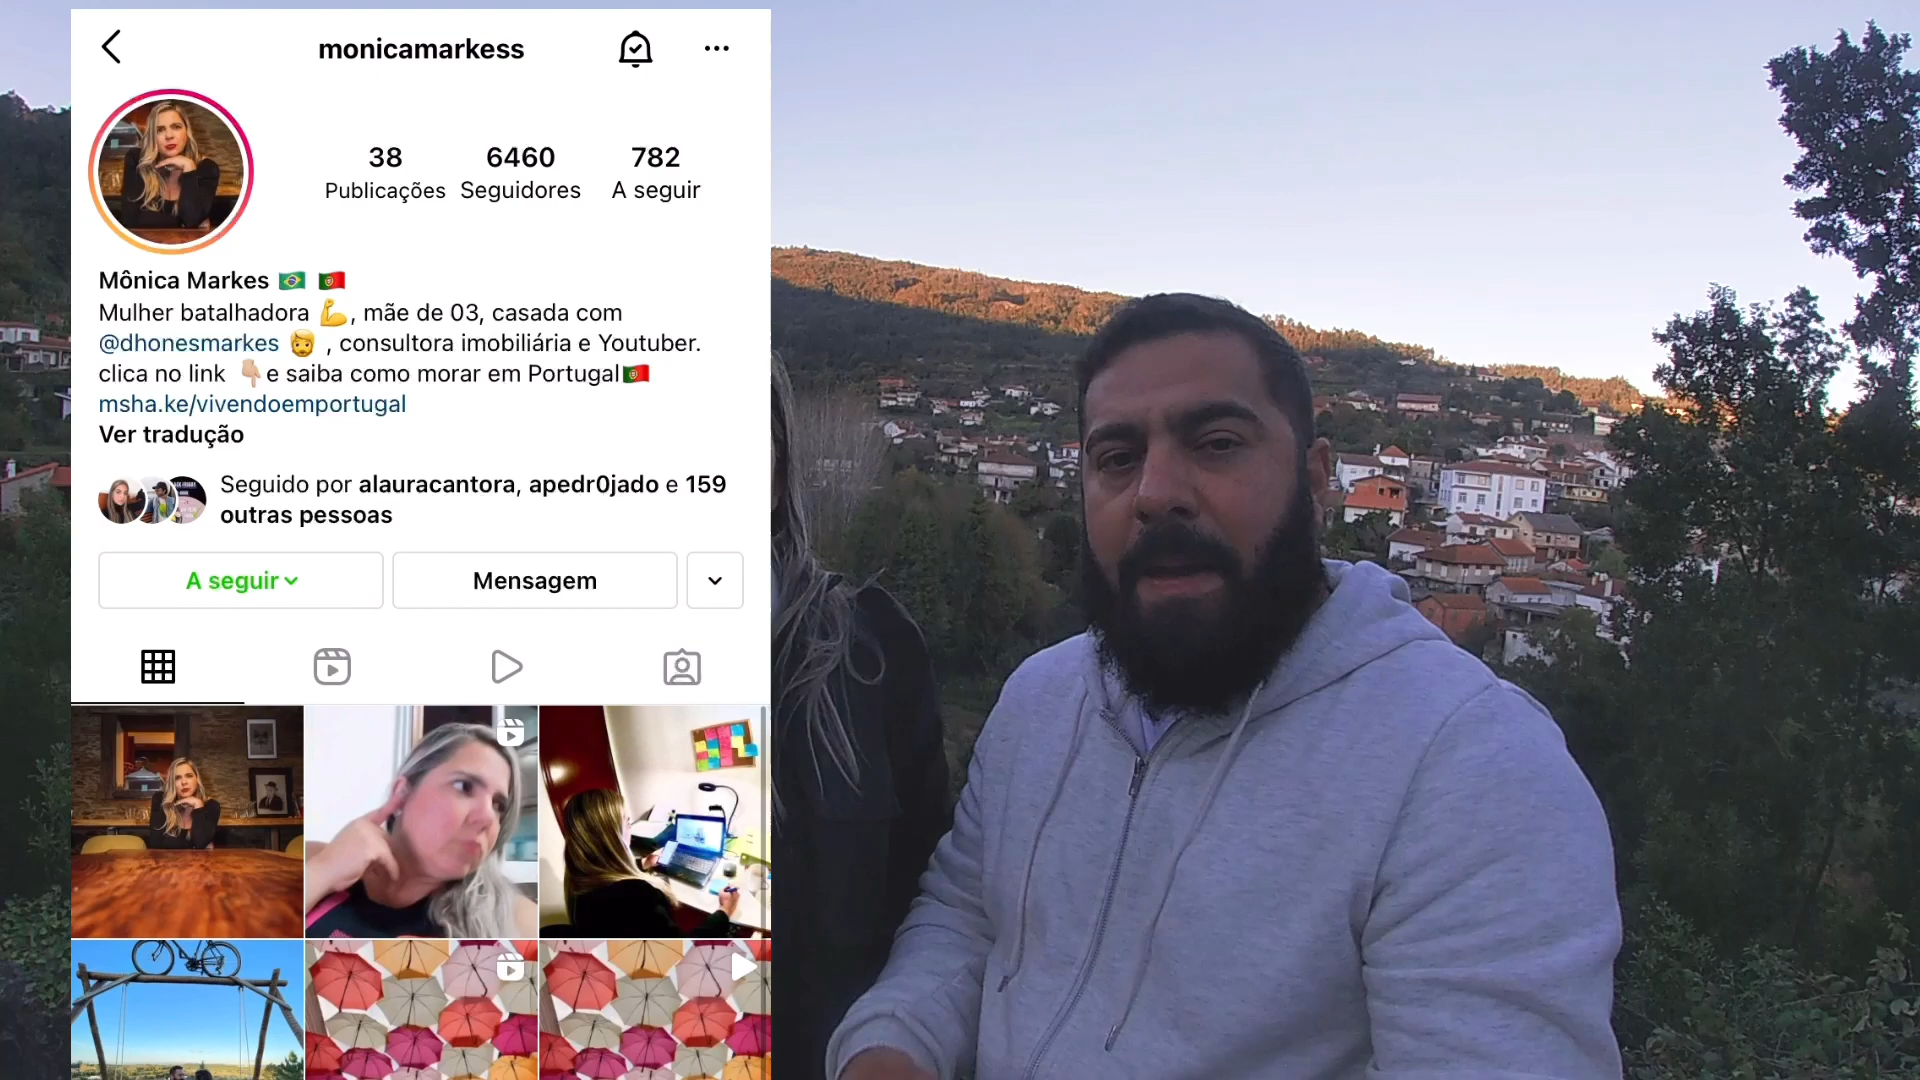 monicamarkess
38 6460 782
Publicações Seguidores A seguir
Mônica Markes 🇧🇷 🇵🇹
Mulher batalhadora 💪, mãe de 03, casada com
@dhonesmarkes 🧔 , consultora imobiliária e Youtuber.
clica no link 👇🏼e saiba como morar em Portugal🇵🇹
msha.ke/vivendoemportugal
Ver tradução
Seguido por alauracantora, apedr0jado e 159
outras pessoas
A seguir Mensagem